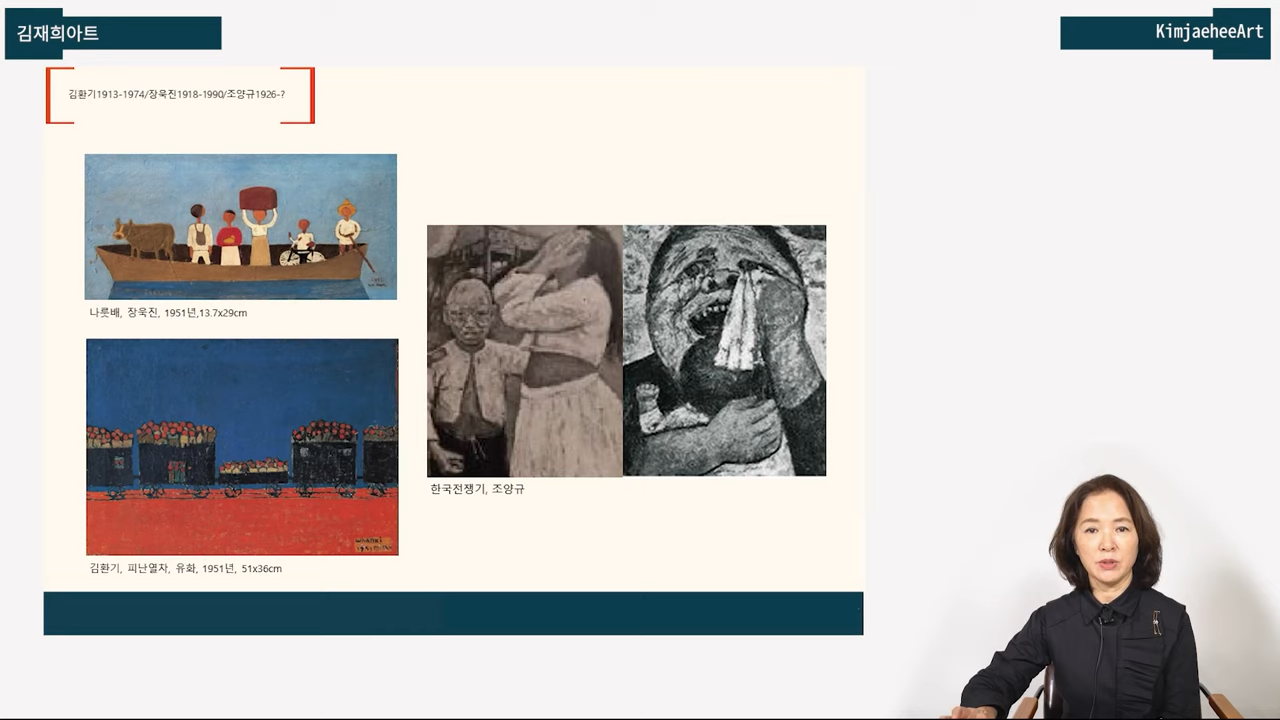 김재희아트
KimjaeheeArt
김환기1913-1974/장욱진1918-1990/조양규1926-?
나룻배, 장욱진, 1951년,13.7x29cm
한국전쟁기, 조양규
김환기, 피난열차, 유화, 1951년, 51x36cm